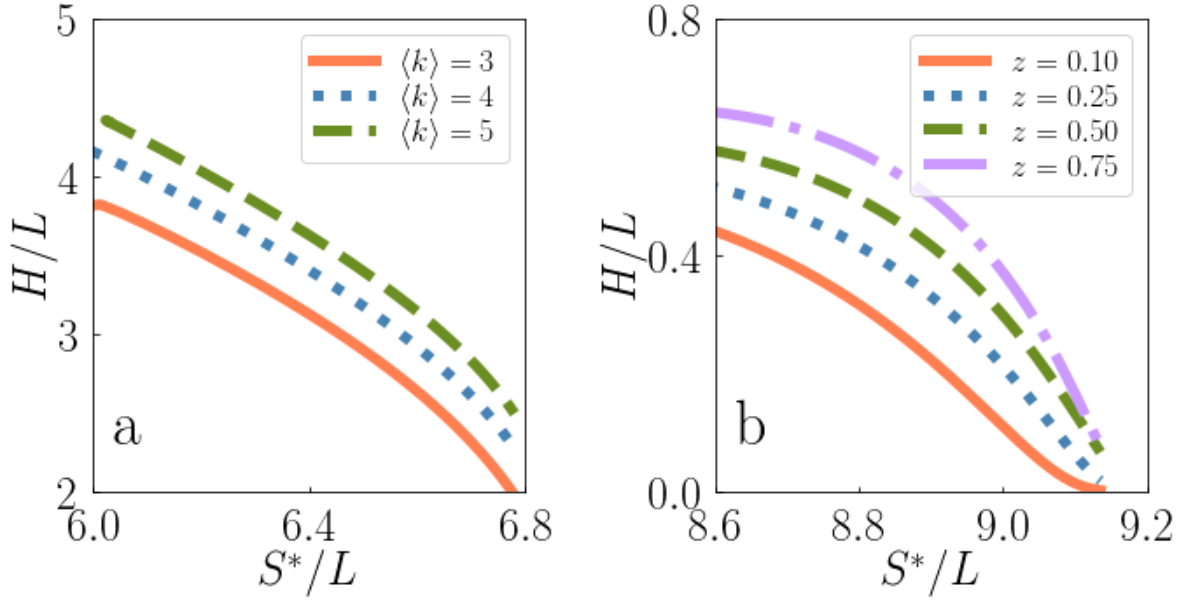 5
4
3
2
H/L
⟨k⟩ = 3
⟨k⟩ = 4
⟨k⟩ = 5
a
6.0 6.4 6.8
S*/L
0.8
0.4
0.0
H/L
z = 0.10
z = 0.25
z = 0.50
z = 0.75
b
8.6 8.8 9.0 9.2
S*/L